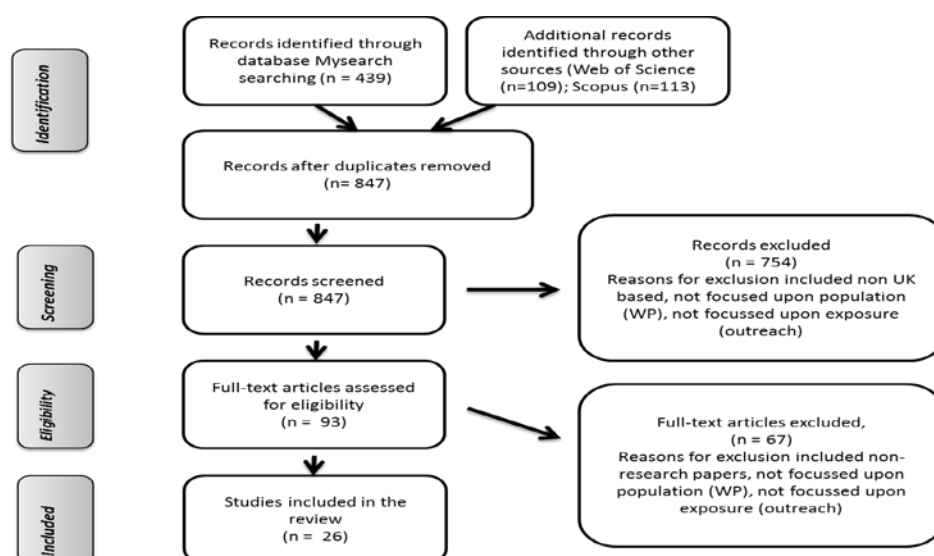 Identification
Records identified through
database Mysearch
searching (n = 439)
Additional records
identified through other
sources (Web of Science
(n=109); Scopus (n=113)
Records after duplicates removed
(n= 847)
Screening
Records screened
(n = 847)
Records excluded
(n = 754)
Reasons for exclusion included non UK
based, not focused upon population
(WP), not focussed upon exposure
(outreach)
Eligibility
Full-text articles assessed
for eligibility
(n = 93)
Full-text articles excluded,
(n = 67)
Reasons for exclusion included non-
research papers, not focussed upon
population (WP), not focussed upon
exposure (outreach)
Included
Studies included in the
review
(n = 26)